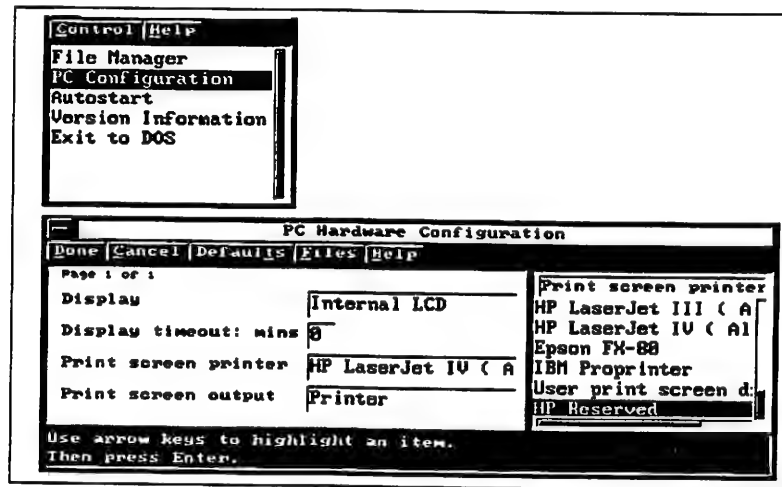 Control Help
File Manager
PC Configuration
Autostart
Version Information
Exit to DOS
PC Hardware Configuration
Done Cancel Defaults Files Help
Page 1 of 1
Display Internal LCD
Display timeout: mins 0
Print screen printer HP LaserJet IV ( A
Print screen output Printer
Print screen printer
HP LaserJet III ( A
HP LaserJet IV ( Al
Epson FX-80
IBM Proprinter
User print screen d:
HP Reserved
Use arrow keys to highlight an item.
Then press Enter.